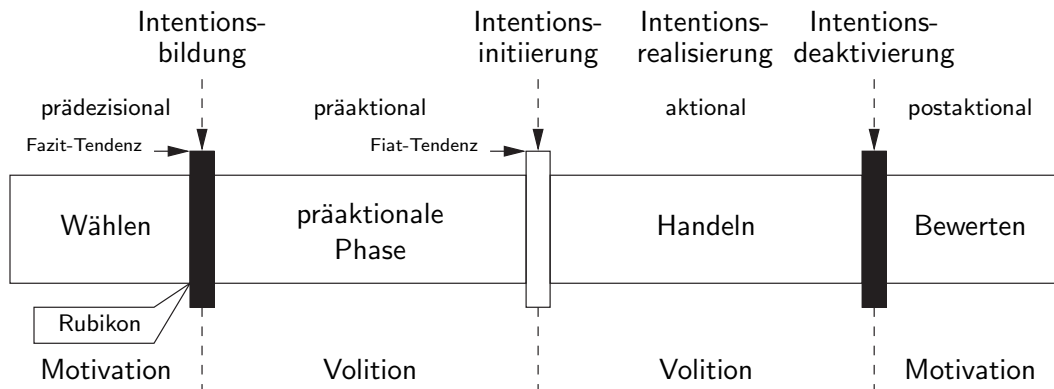 Intentions-
bildung
Intentions-
initiierung
Intentions-
realisierung
Intentions-
deaktivierung
prädezisional
präaktional
aktional
postaktional
Fazit-Tendenz
Fiat-Tendenz
Wählen
präaktionale
Phase
Handeln
Bewerten
Rubikon
Motivation
Volition
Volition
Motivation